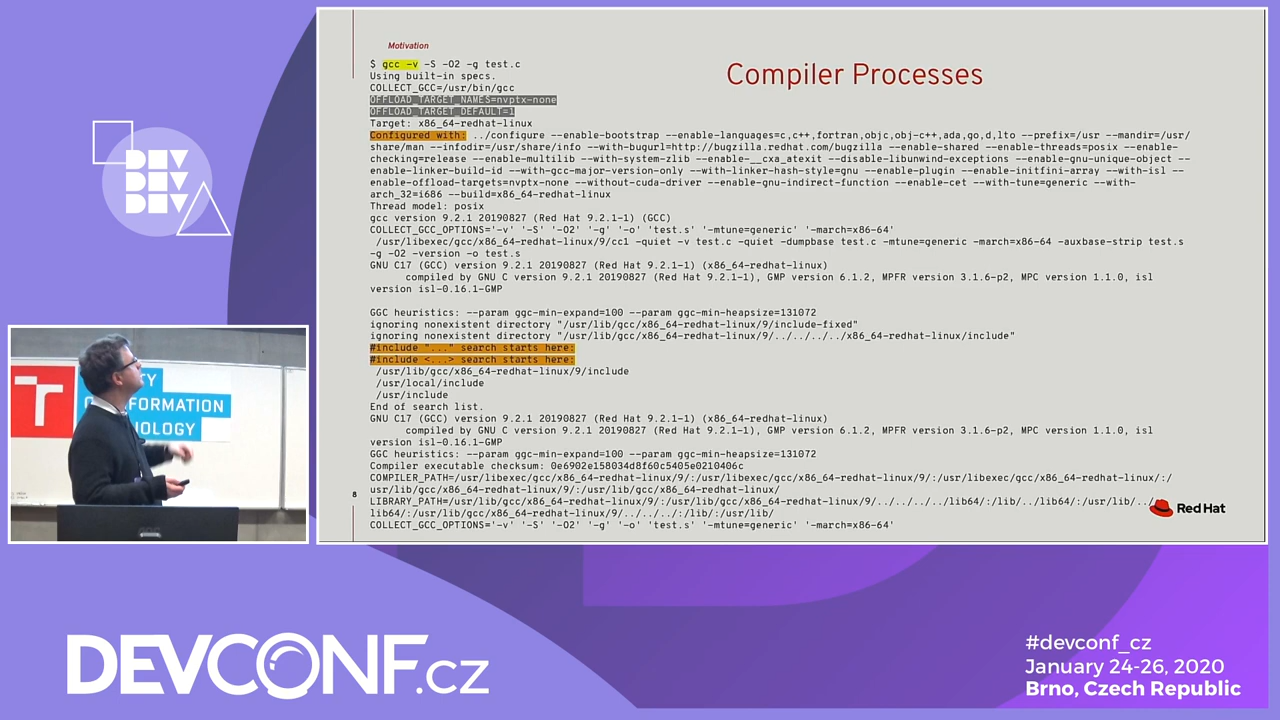 Motivation
Compiler Processes
$ gcc -v -S -O2 -g test.c
Using built-in specs.
COLLECT_GCC=/usr/bin/gcc
OFFLOAD_TARGET_NAMES=nvptx-none
OFFLOAD_TARGET_DEFAULT=1
Target: x86_64-redhat-linux
Configured with: ../configure --enable-bootstrap --enable-languages=c,c++,fortran,objc,obj-c++,ada,go,d,lto --prefix=/usr --mandir=/usr/
share/man --infodir=/usr/share/info --with-bugurl=http://bugzilla.redhat.com/bugzilla --enable-shared --enable-threads=posix --enable-
checking=release --enable-multilib --with-system-zlib --enable-__cxa_atexit --disable-libunwind-exceptions --enable-gnu-unique-object --
enable-linker-build-id --with-gcc-major-version-only --with-linker-hash-style=gnu --enable-plugin --enable-initfini-array --with-isl --
enable-offload-targets=nvptx-none --without-cuda-driver --enable-gnu-indirect-function --enable-cet --with-tune=generic --with-
arch_32=i686 --build=x86_64-redhat-linux
Thread model: posix
gcc version 9.2.1 20190827 (Red Hat 9.2.1-1) (GCC)
COLLECT_GCC_OPTIONS='-v' '-S' '-O2' '-g' '-o' 'test.s' '-mtune=generic' '-march=x86-64'
/usr/libexec/gcc/x86_64-redhat-linux/9/cc1 -quiet -v test.c -quiet -dumpbase test.c -mtune=generic -march=x86-64 -auxbase-strip test.s
-g -O2 -version -o test.s
GNU C17 (GCC) version 9.2.1 20190827 (Red Hat 9.2.1-1) (x86_64-redhat-linux)
compiled by GNU C version 9.2.1 20190827 (Red Hat 9.2.1-1), GMP version 6.1.2, MPFR version 3.1.6-p2, MPC version 1.1.0, isl
version isl-0.16.1-GMP
GGC heuristics: --param ggc-min-expand=100 --param ggc-min-heapsize=131072
ignoring nonexistent directory "/usr/lib/gcc/x86_64-redhat-linux/9/include-fixed"
ignoring nonexistent directory "/usr/lib/gcc/x86_64-redhat-linux/9/../../../../x86_64-redhat-linux/include"
#include "..." search starts here:
#include <...> search starts here:
/usr/lib/gcc/x86_64-redhat-linux/9/include
/usr/local/include
/usr/include
End of search list.
GNU C17 (GCC) version 9.2.1 20190827 (Red Hat 9.2.1-1) (x86_64-redhat-linux)
compiled by GNU C version 9.2.1 20190827 (Red Hat 9.2.1-1), GMP version 6.1.2, MPFR version 3.1.6-p2, MPC version 1.1.0, isl
version isl-0.16.1-GMP
GGC heuristics: --param ggc-min-expand=100 --param ggc-min-heapsize=131072
Compiler executable checksum: 0e6902e158034d8f60c5405e0210406c
COMPILER_PATH=/usr/libexec/gcc/x86_64-redhat-linux/9/:/usr/libexec/gcc/x86_64-redhat-linux/9/:/usr/libexec/gcc/x86_64-redhat-linux/:/
usr/lib/gcc/x86_64-redhat-linux/9/:/usr/lib/gcc/x86_64-redhat-linux/
LIBRARY_PATH=/usr/lib/gcc/x86_64-redhat-linux/9/:/usr/lib/gcc/x86_64-redhat-linux/9/../../../../lib64/:/lib/../lib64/:/usr/lib/../
lib64/:/usr/lib/gcc/x86_64-redhat-linux/9/../../../:/lib/:/usr/lib/
COLLECT_GCC_OPTIONS='-v' '-S' '-O2' '-g' '-o' 'test.s' '-mtune=generic' '-march=x86-64'
8
Red Hat
DEV
DEV
DEV
T
NFORMATION
DEVCONF.cz
#devconf_cz
January 24-26, 2020
Brno, Czech Republic